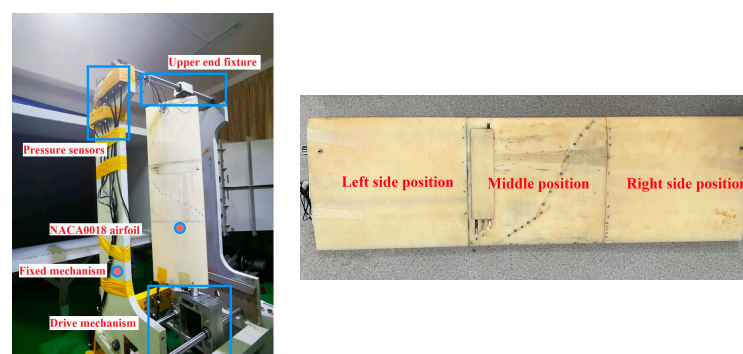 Upper end fixture
Pressure sensors
NACA0018 airfoil
Fixed mechanism
Drive mechanism
Left side position
Middle position
Right side position